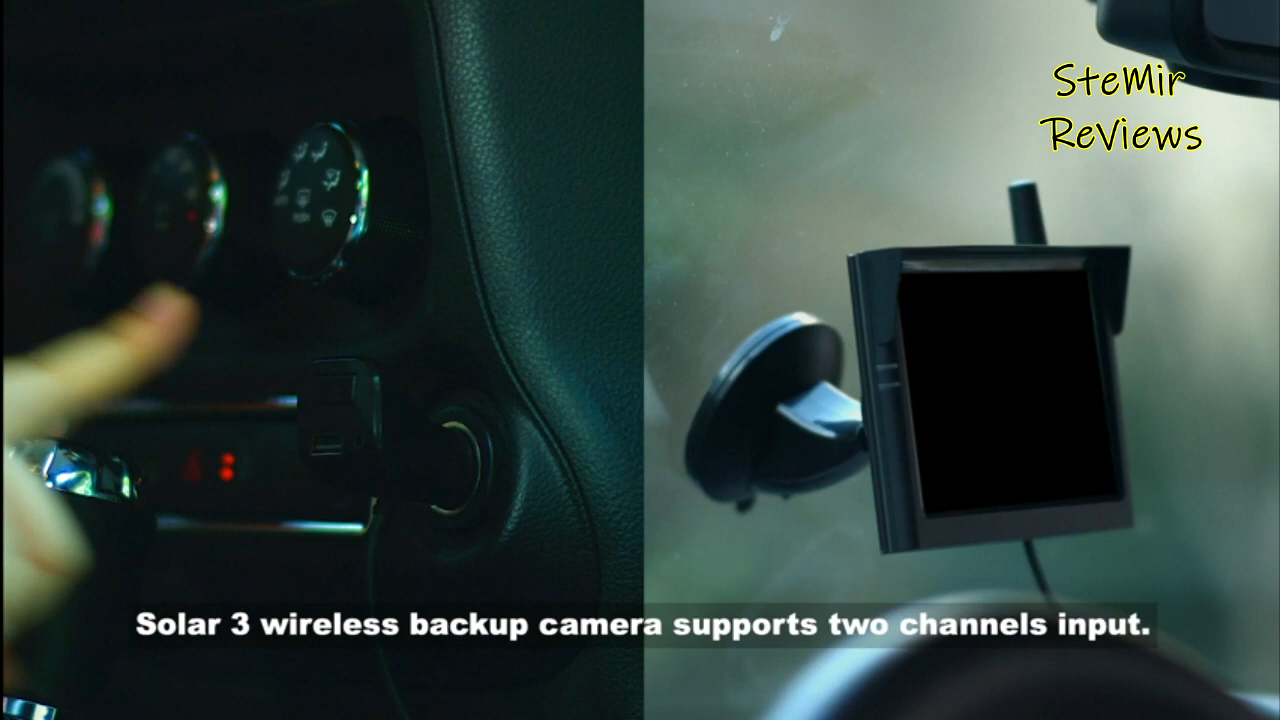 SteMir
Reviews
Solar 3 wireless backup camera supports two channels input.